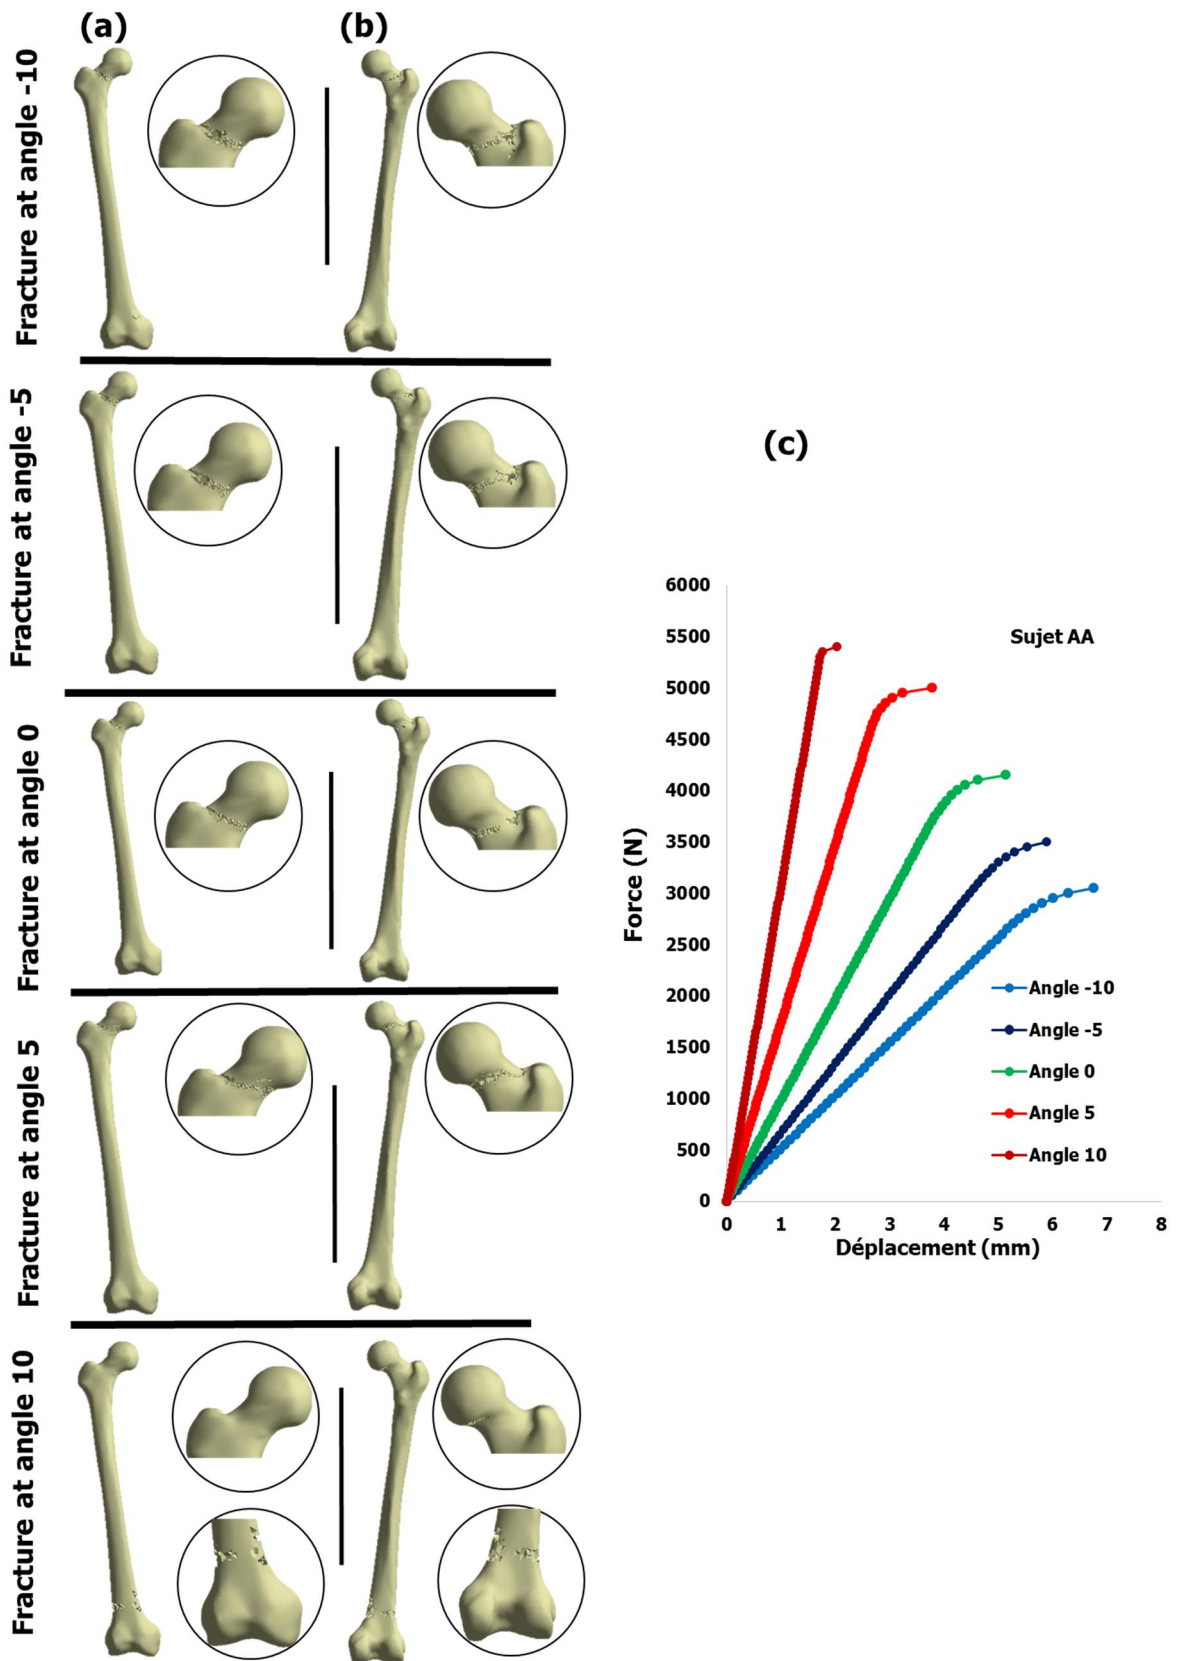 (a)
(b)
Fracture at angle -10
Fracture at angle -5
Fracture at angle 0
Fracture at angle 5
Fracture at angle 10
(c)
Sujet AA
Force (N)
6000
5500
5000
4500
4000
3500
3000
2500
2000
1500
1000
500
0
0 1 2 3 4 5 6 7 8
Déplacement (mm)
Angle -10
Angle -5
Angle 0
Angle 5
Angle 10